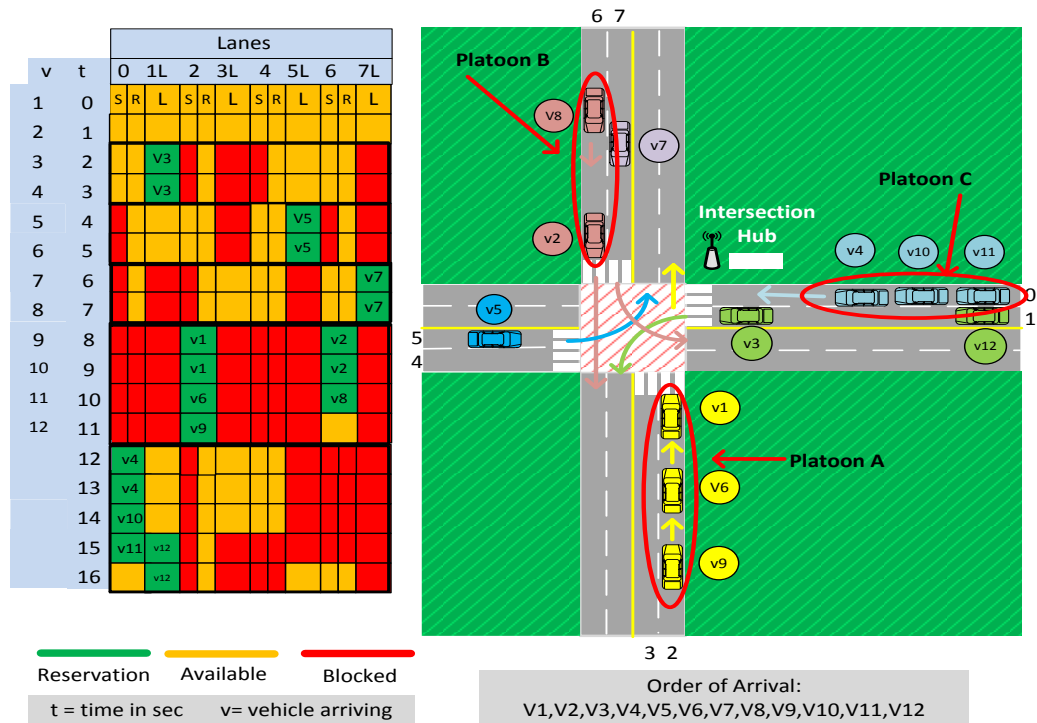 Lanes
v t 0 1L 2 3L 4 5L 6 7L
1 0 S R L S R L S R L S R L
2 1
3 2 V3
4 3 V3
5 4 V5
6 5 v5
7 6 v7
8 7 v7
9 8 v1 v2
10 9 v1 v2
11 10 v6 v8
12 11 v9
12 v4
13 v4
14 v10
15 v11 v12
16 v12
Reservation Available Blocked
t = time in sec v= vehicle arriving
6 7
Platoon B
V8
v7
v2
Intersection
Hub
Platoon C
v4 v10 v11
0
1
v5
5
4
v3
v12
v1
Platoon A
V6
v9
3 2
Order of Arrival:
V1,V2,V3,V4,V5,V6,V7,V8,V9,V10,V11,V12